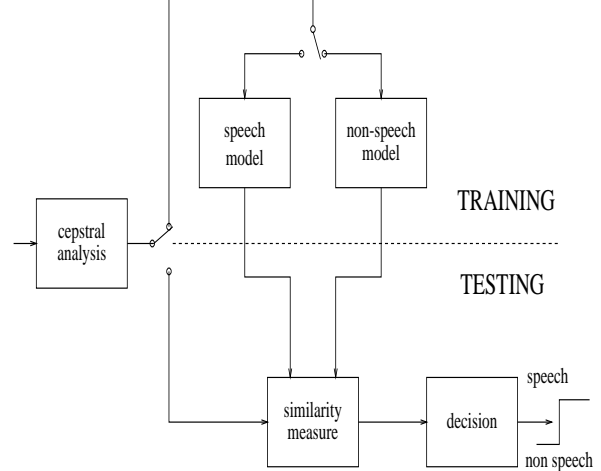 speech
model
non-speech
model
TRAINING
cepstral
analysis
TESTING
similarity
measure
decision
speech
non speech